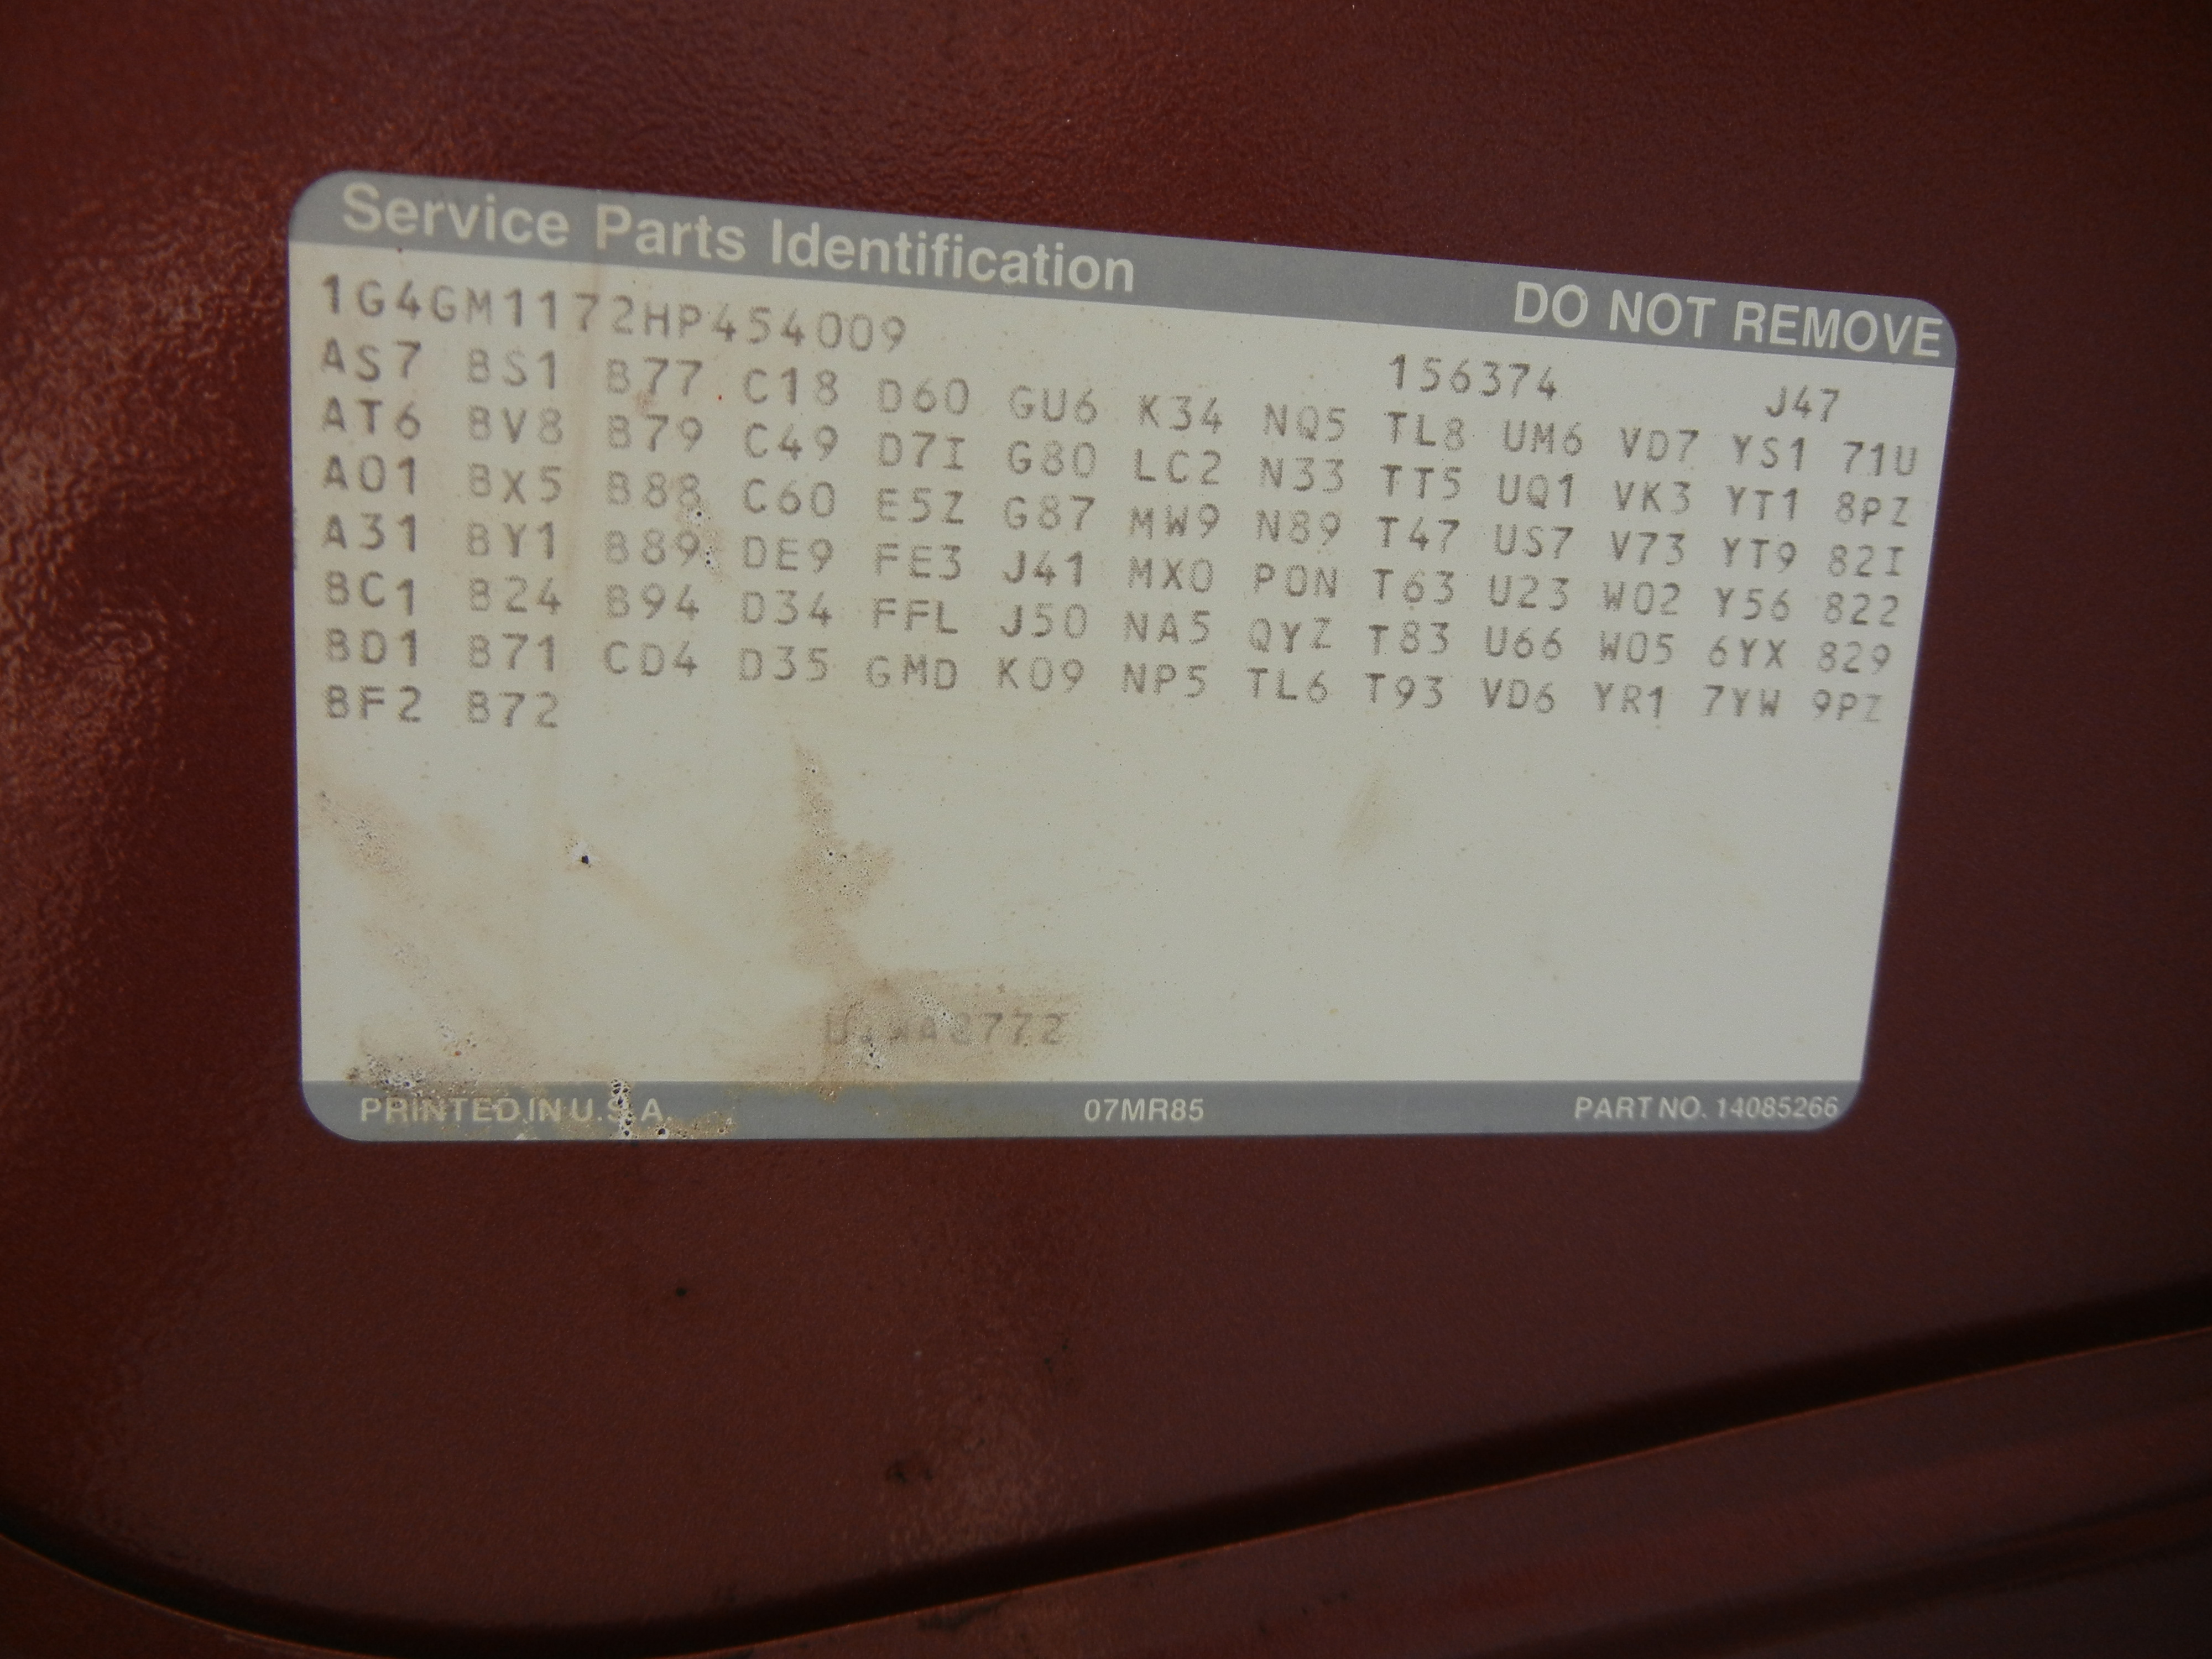 Service Parts Identification DO NOT REMOVE
1G4GM1172HP454009 156374 J47
AS7 BS1 B77 C18 D60 GU6 K34 NQ5 TL8 UM6 VD7 YS1 71U
AT6 BV8 B79 C49 D7I G80 LC2 N33 TT5 UQ1 VK3 YT1 8PZ
A01 BX5 B88 C60 E5Z G87 MW9 N89 T47 US7 V73 YT9 82I
A31 BY1 B89 DE9 FE3 J41 MX0 P0N T63 U23 W02 Y56 822
BC1 B24 B94 D34 FFL J50 NA5 QYZ T83 U66 W05 6YX 829
BD1 B71 CD4 D35 GMD K09 NP5 TL6 T93 VD6 YR1 7YW 9PZ
BF2 B72
PRINTED IN U.S.A. 07MR85 PART NO. 14085266